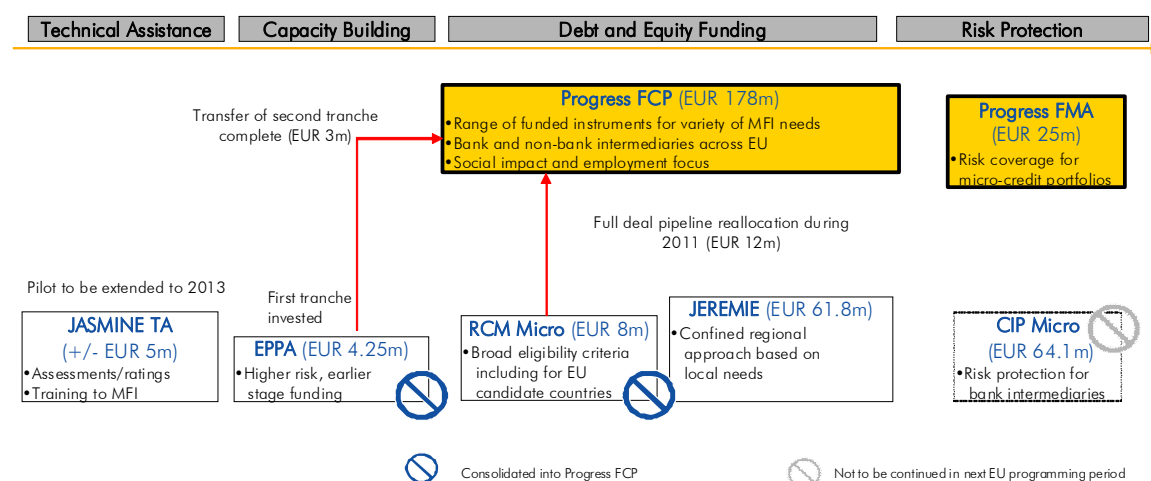 Technical Assistance
Capacity Building
Debt and Equity Funding
Risk Protection
Transfer of second tranche
complete (EUR 3m)
Progress FCP (EUR 178m)
•Range of funded instruments for variety of MFI needs
•Bank and non-bank intermediaries across EU
•Social impact and employment focus
Progress FMA
(EUR 25m)
•Risk coverage for
micro-credit portfolios
Full deal pipeline reallocation during
2011 (EUR 12m)
Pilot to be extended to 2013
First tranche
invested
JASMINE TA
(+/- EUR 5m)
•Assessments/ratings
•Training to MFI
EPPA (EUR 4.25m)
•Higher risk, earlier
stage funding
RCM Micro (EUR 8m)
•Broad eligibility criteria
including for EU
candidate countries
JEREMIE (EUR 61.8m)
•Confined regional
approach based on
local needs
CIP Micro
(EUR 64.1m)
•Risk protection for
bank intermediaries
Consolidated into Progress FCP
Not to be continued in next EU programming period